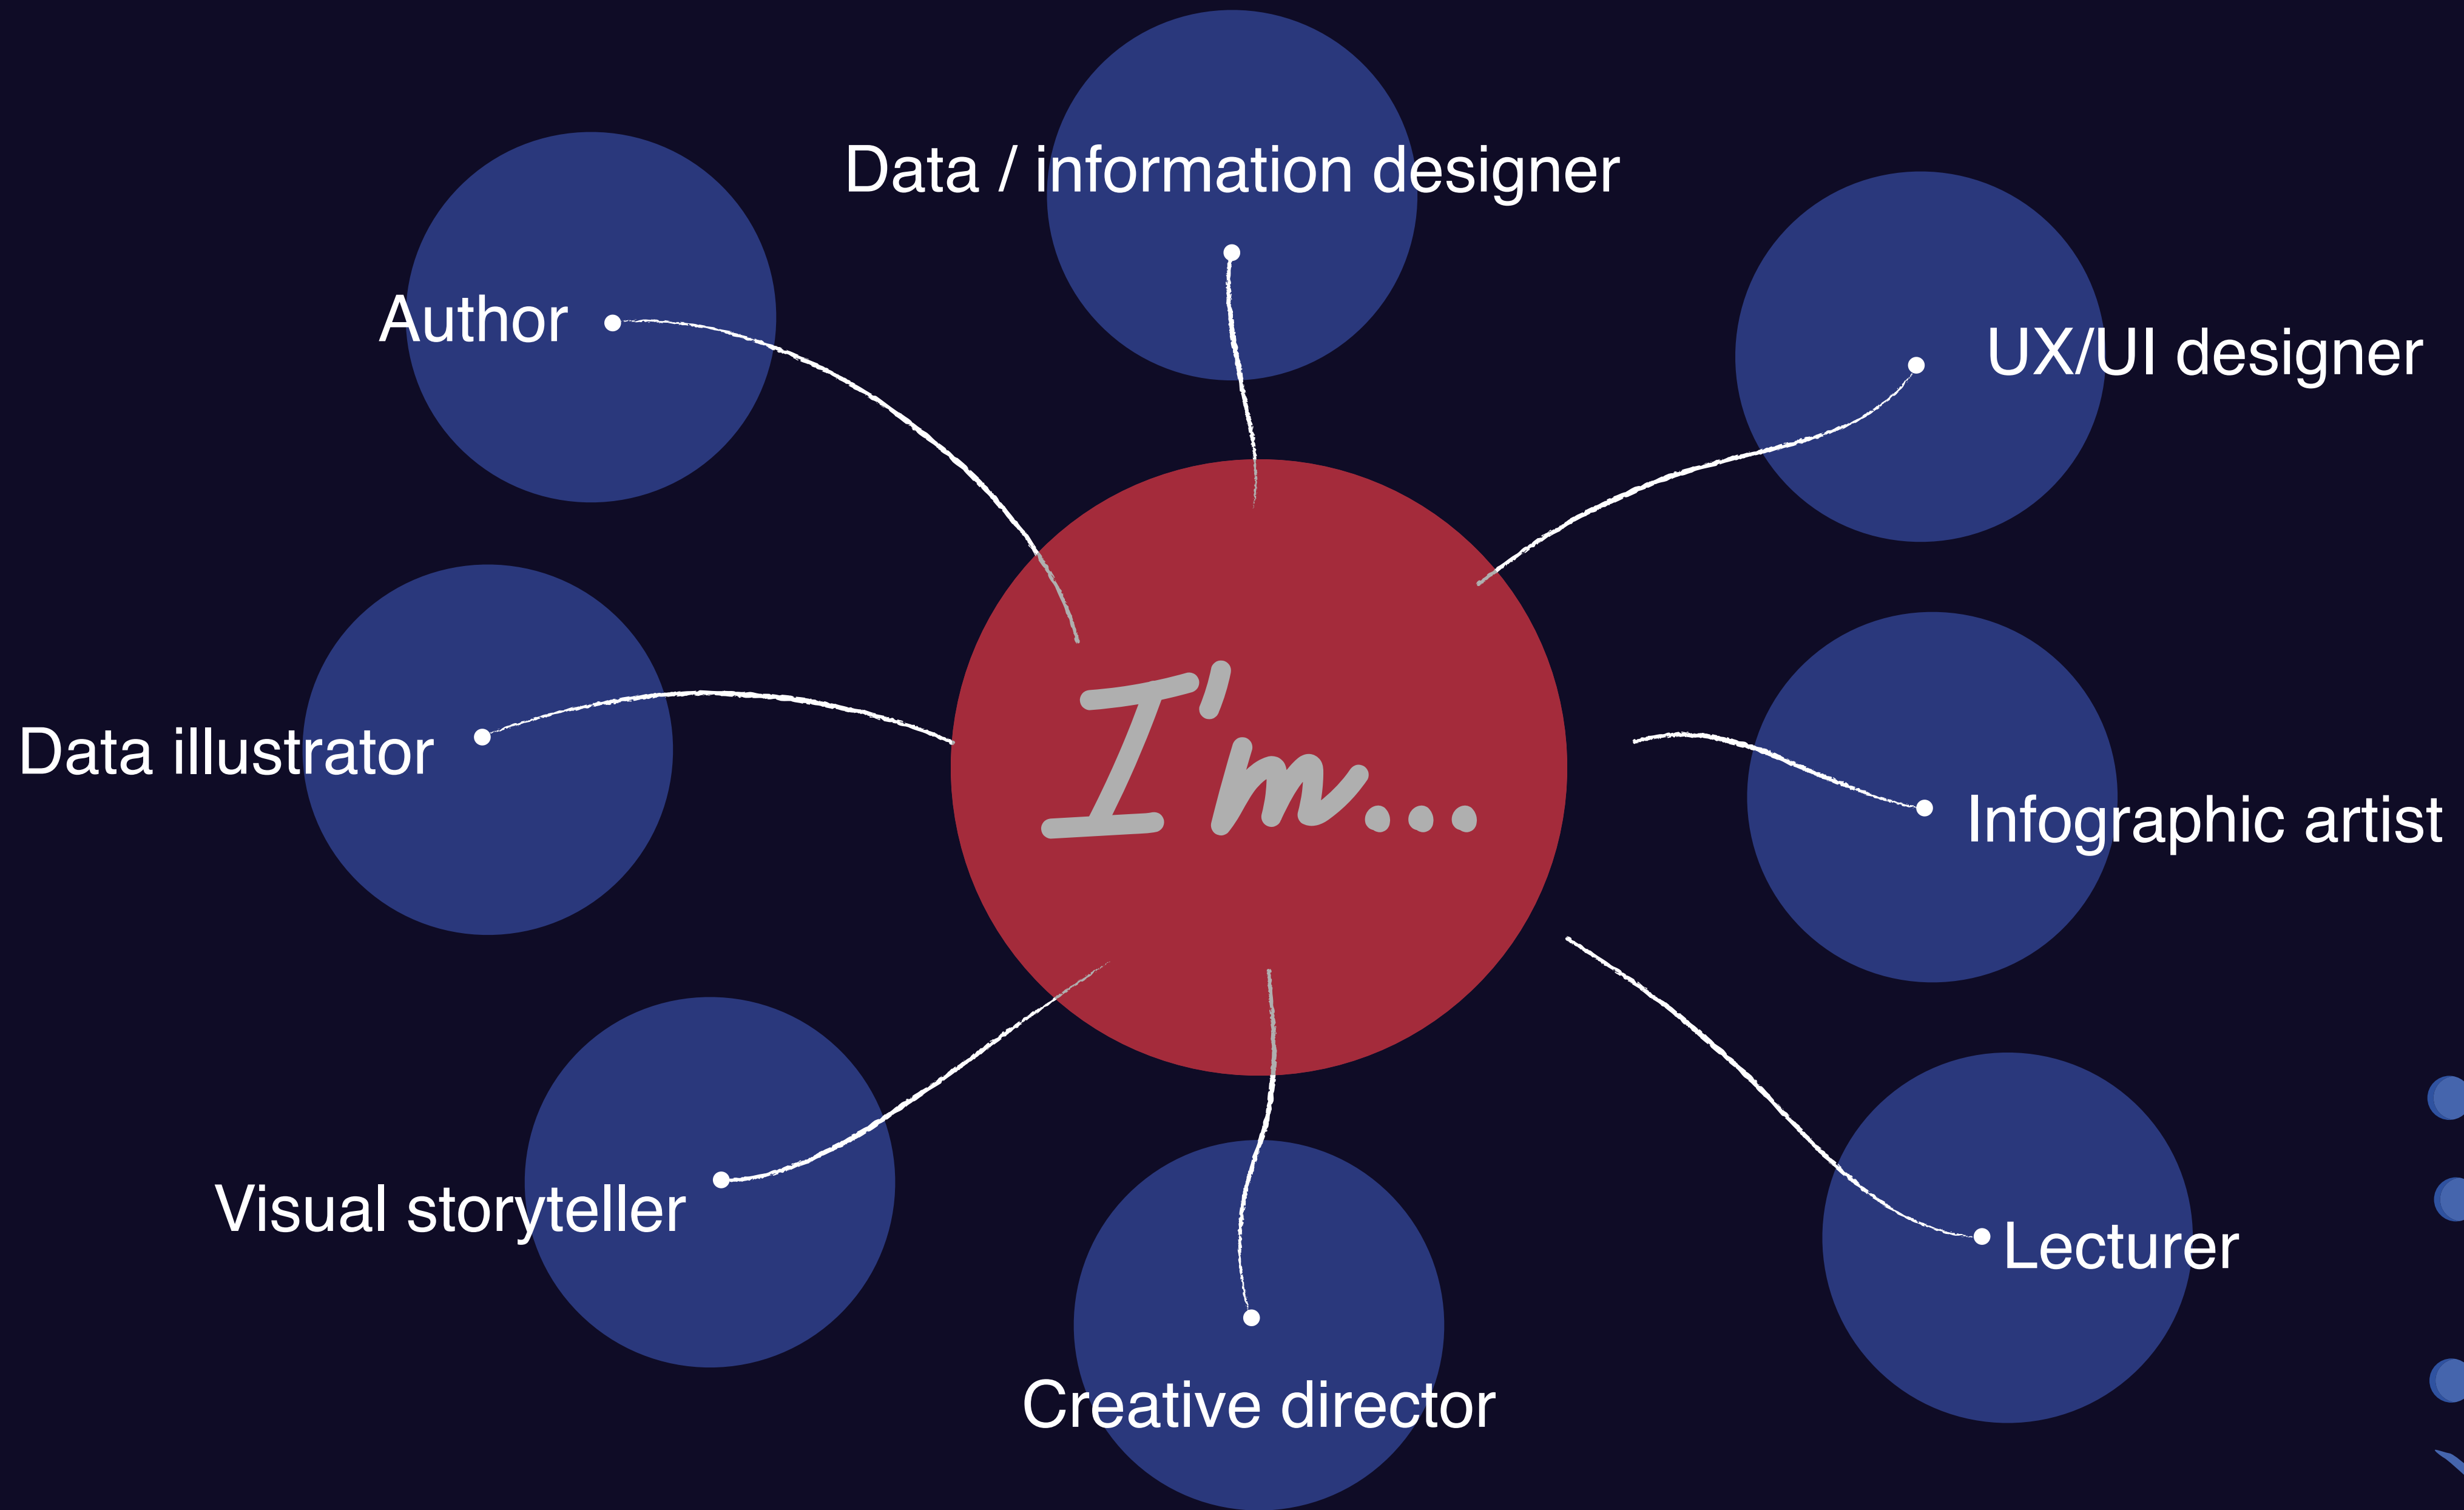 Data / information designer
Author
UX/UI designer
I'm...
Data illustrator
Infographic artist
Visual storyteller
Lecturer
Creative director